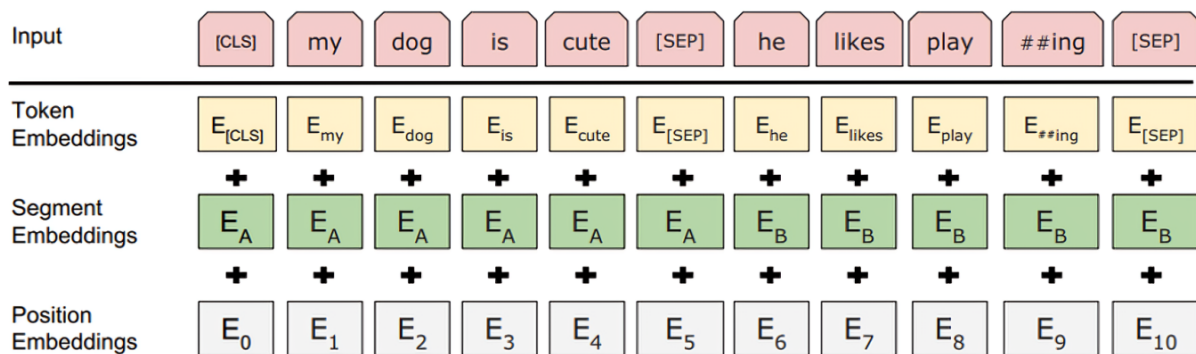 Input [CLS] my dog is cute [SEP] he likes play ##ing [SEP]
Token Embeddings E[CLS] Emy Edog Eis Ecute E[SEP] Ehe Elikes Eplay E##ing E[SEP]
+ + + + + + + + + + +
Segment Embeddings EA EA EA EA EA EA EB EB EB EB EB
+ + + + + + + + + + +
Position Embeddings E0 E1 E2 E3 E4 E5 E6 E7 E8 E9 E10